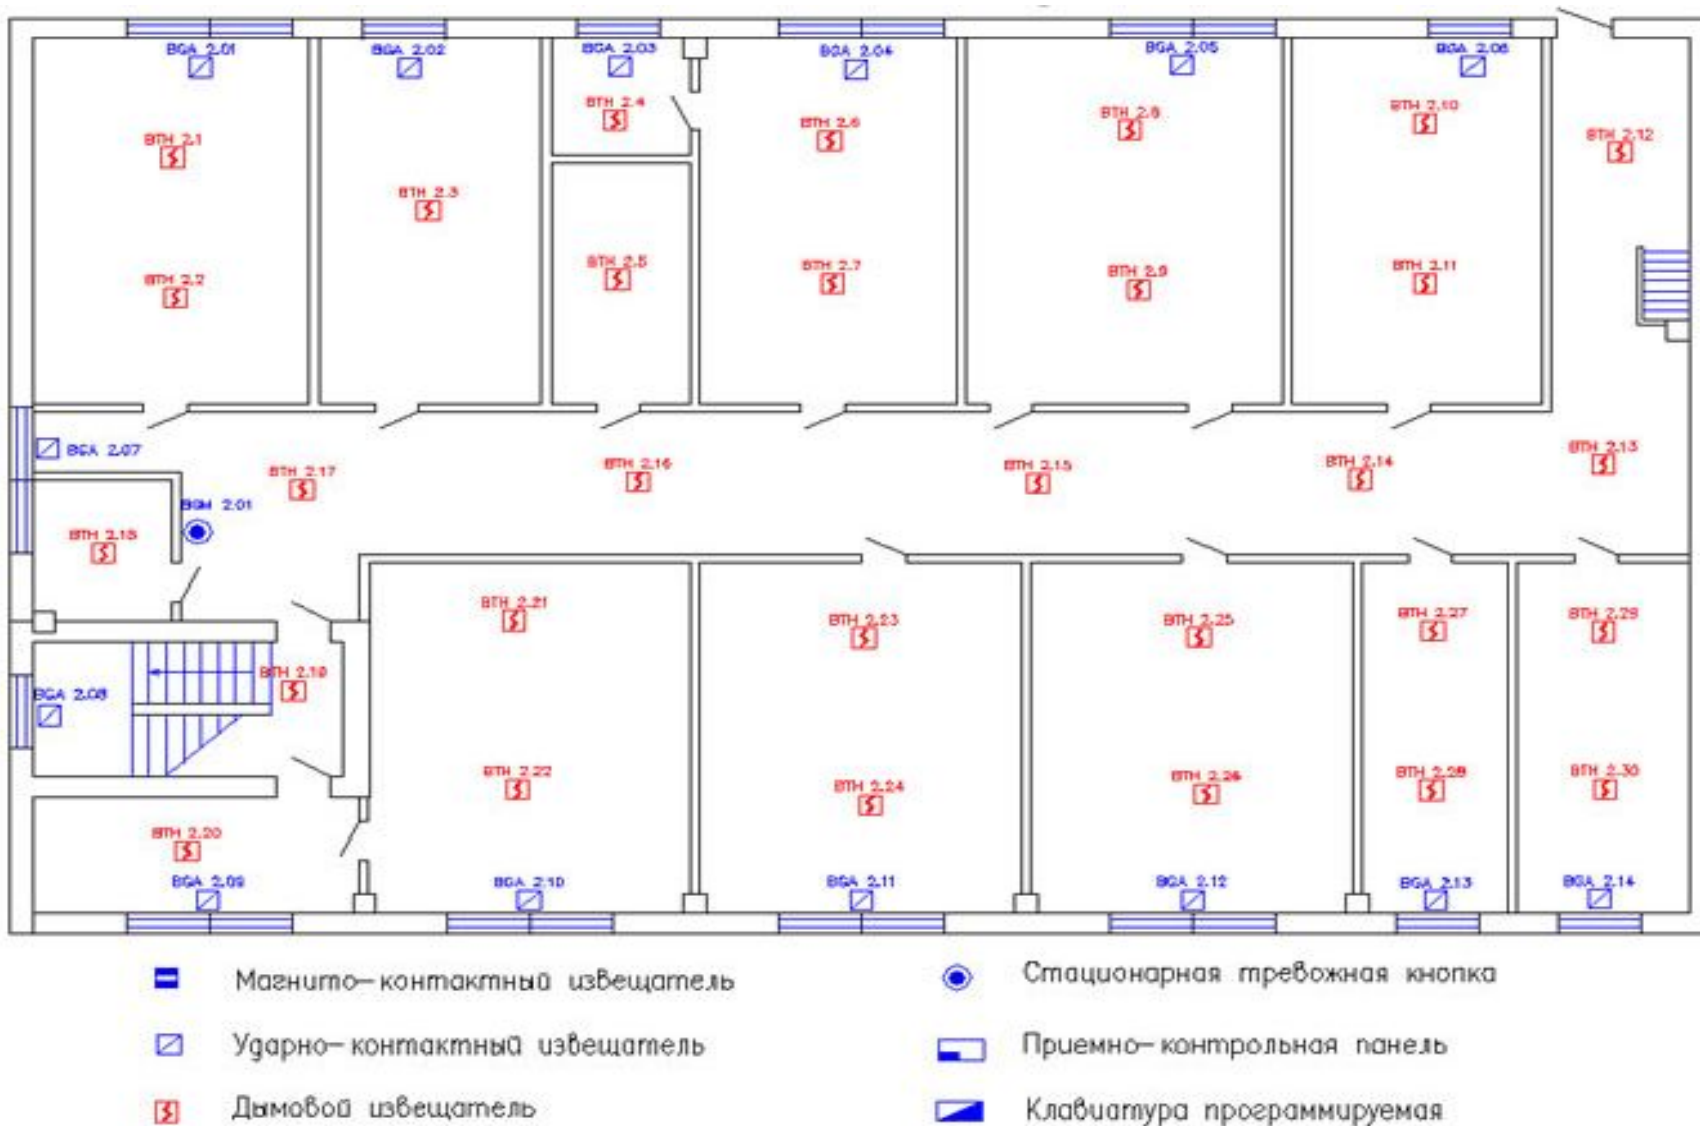 BGA 2.01
BGA 2.02
BGA 2.03
BGA 2.04
BGA 2.05
BGA 2.06
BTH 2.4
BTH 2.10
BTH 2.8
BTH 2.6
BTH 2.12
BTH 2.1
BTH 2.3
BTH 2.5
BTH 2.7
BTH 2.9
BTH 2.11
BTH 2.2
BGA 2.07
BTH 2.17
BTH 2.16
BTH 2.15
BTH 2.14
BTH 2.13
BGM 2.01
BTH 2.18
BTH 2.21
BTH 2.23
BTH 2.25
BTH 2.27
BTH 2.29
BTH 2.19
BGA 2.08
BTH 2.22
BTH 2.24
BTH 2.26
BTH 2.28
BTH 2.30
BTH 2.20
BGA 2.09
BGA 2.10
BGA 2.11
BGA 2.12
BGA 2.13
BGA 2.14
Магнито-контактный извещатель
Стационарная тревожная кнопка
Ударно-контактный извещатель
Приемно-контрольная панель
Дымовой извещатель
Клавиатура программируемая